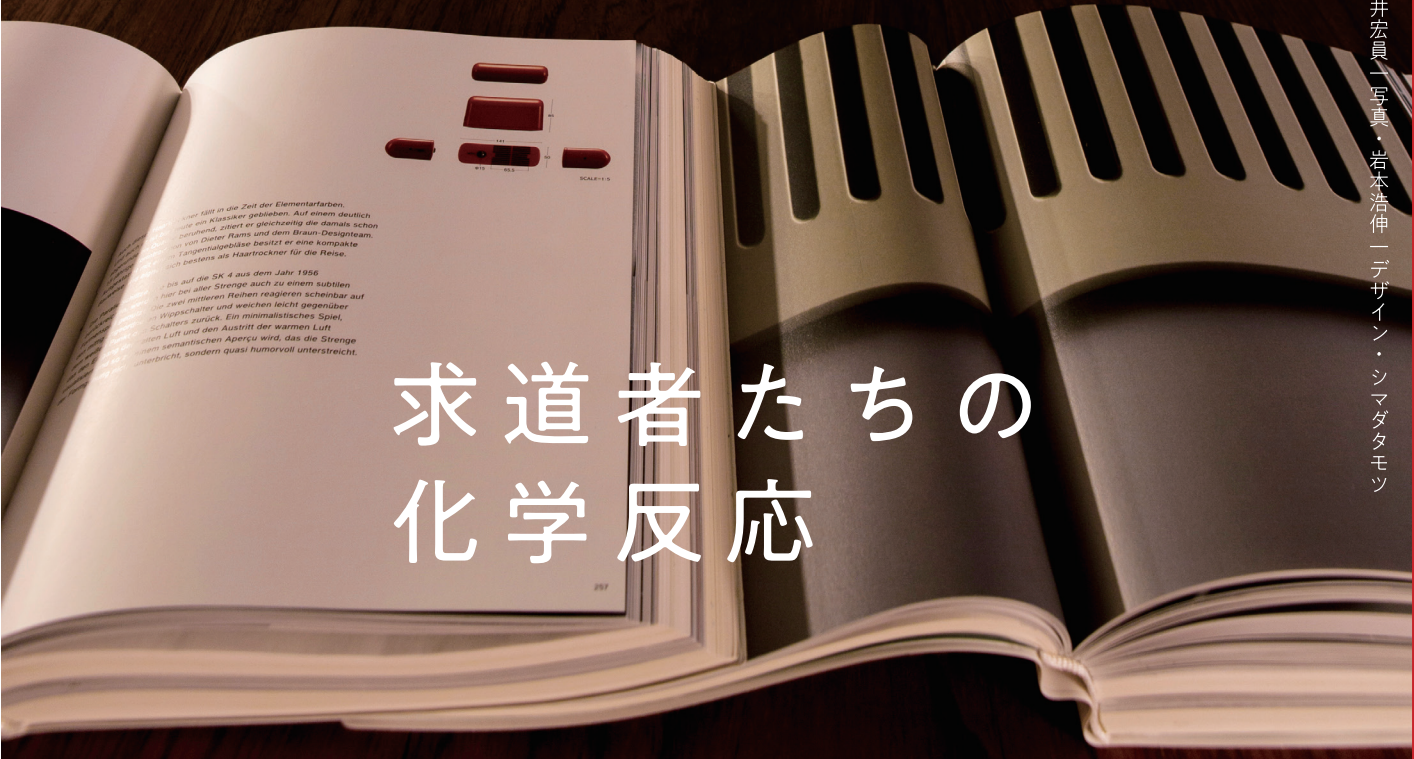 求道者たちの
化学反応
井宏員|写真・岩本浩伸|デザイン・シマダタモツ
SCALE=1:5
fällt in die Zeit der Elementarfarben.
ein Klassiker geblieben. Auf einem deutlich
beruhend, zitiert er gleichzeitig die damals schon
von Dieter Rams und dem Braun-Designteam.
Tangentialgebläse besitzt er eine kompakte
bestens als Haartrockner für die Reise.
bis auf die SK 4 aus dem Jahr 1956
hier bei aller Strenge auch zu einem subtilen
zwei mittleren Reihen reagieren scheinbar auf
Wippschalter und weichen leicht gegenüber
Schalters zurück. Ein minimalistisches Spiel,
Luft und den Austritt der warmen Luft
semantischen Aperçu wird, das die Strenge
unterbricht, sondern quasi humorvoll unterstreicht.
257